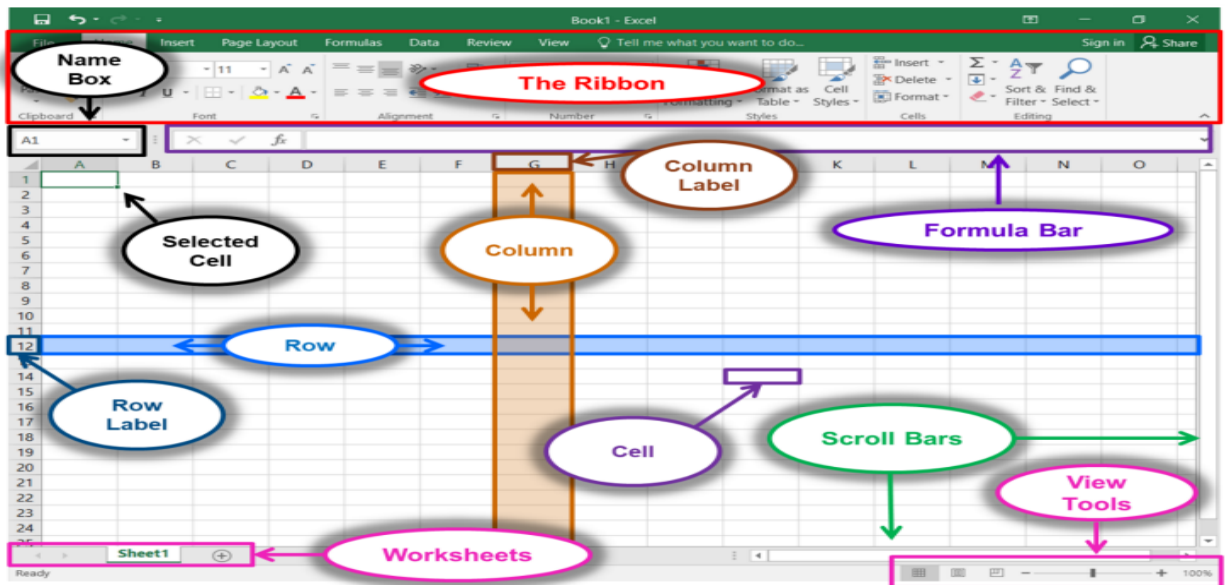 Book1 - Excel
File Insert Page Layout Formulas Data Review View Tell me what you want to do... Sign in Share
Name
Box
The Ribbon
11 A A
Insert
Delete
Format
U A
Formatting
Format as
Table
Cell
Styles
Sort &
Filter
Find &
Select
Clipboard Font Alignment Number Styles Cells Editing
A1 fx
A B C D E F G H K L M N O
Column
Label
1
2
3
4
5
6
7
8
9
10
11
12
14
15
16
17
18
19
20
21
22
23
24
25
Formula Bar
Selected
Cell
Column
Row
Row
Label
Cell
Scroll Bars
View
Tools
Worksheets
Sheet1
Ready
100%